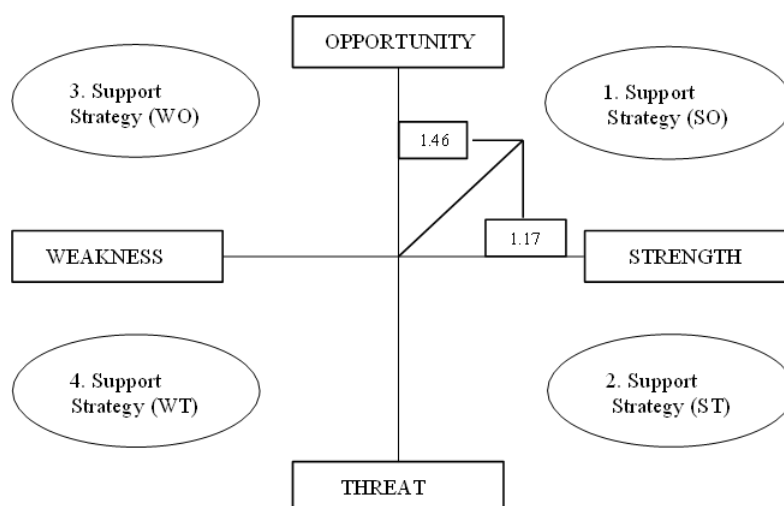 OPPORTUNITY
3. Support
Strategy (WO)
1. Support
Strategy (SO)
1.46
WEAKNESS
1.17
STRENGTH
4. Support
Strategy (WT)
2. Support
Strategy (ST)
THREAT